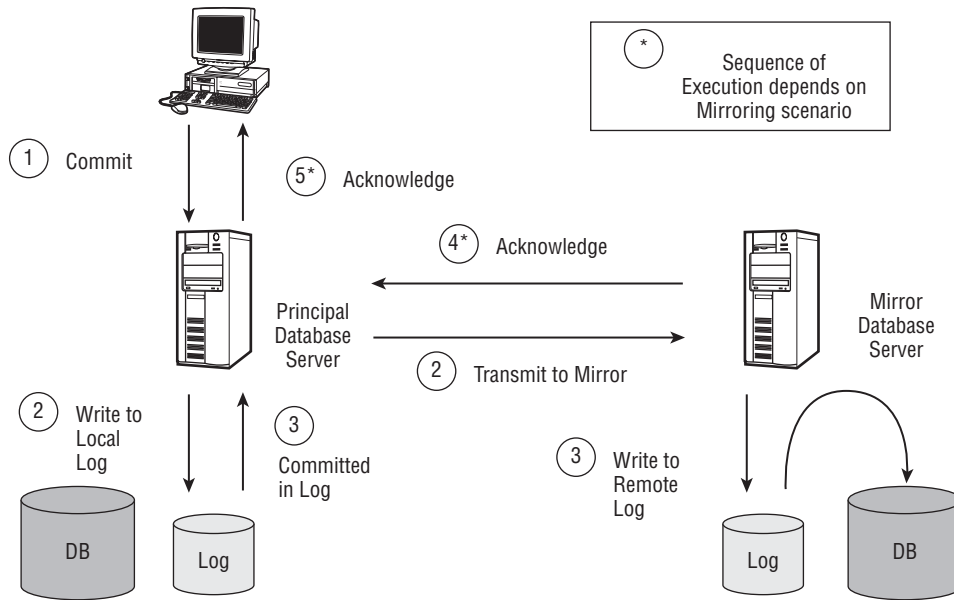 *
Sequence of
Execution depends on
Mirroring scenario
1
Commit
5*
Acknowledge
4*
Acknowledge
Principal
Database
Server
Mirror
Database
Server
2
Transmit to Mirror
2
Write to
Local
Log
3
Committed
in Log
3
Write to
Remote
Log
DB
Log
Log
DB